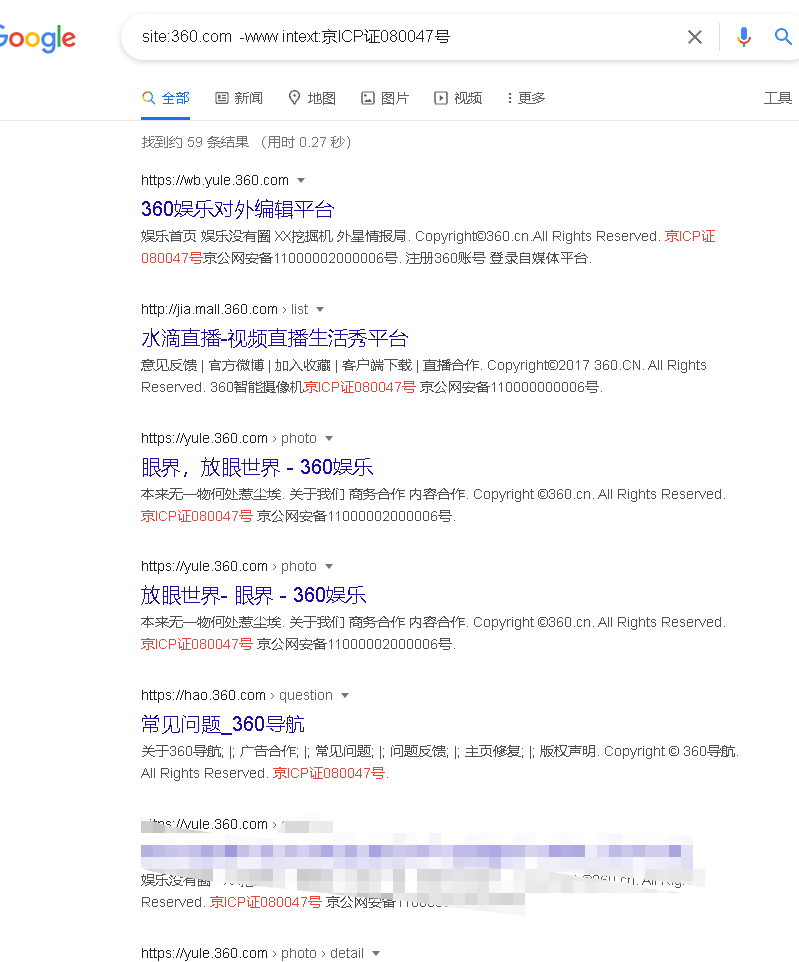 Google
site:360.com -www intext:京ICP证080047号
全部 新闻 地图 图片 视频 更多 工具
找到约 59 条结果 （用时 0.27 秒）
https://wb.yule.360.com
360娱乐对外编辑平台
娱乐首页 娱乐没有圈 XX挖掘机 外星情报局. Copyright©360.cn.All Rights Reserved. 京ICP证
080047号京公网安备11000002000006号. 注册360账号 登录自媒体平台.
http://jia.mall.360.com › list
水滴直播-视频直播生活秀平台
意见反馈 | 官方微博 | 加入收藏 | 客户端下载 | 直播合作. Copyright©2017 360.CN. All Rights
Reserved. 360智能摄像机京ICP证080047号 京公网安备110000000006号.
https://yule.360.com › photo
眼界，放眼世界 - 360娱乐
本来无一物何处惹尘埃. 关于我们 商务合作 内容合作. Copyright ©360.cn. All Rights Reserved.
京ICP证080047号 京公网安备11000002000006号.
https://yule.360.com › photo
放眼世界- 眼界 - 360娱乐
本来无一物何处惹尘埃. 关于我们 商务合作 内容合作. Copyright ©360.cn. All Rights Reserved.
京ICP证080047号 京公网安备11000002000006号.
https://hao.360.com › question
常见问题_360导航
关于360导航; |; 广告合作; |; 常见问题; |; 问题反馈; |; 主页修复; |; 版权声明. Copyright © 360导航.
All Rights Reserved. 京ICP证080047号.
https://yule.360.com ›
娱乐没有圈 ©360.cn. All
Reserved. 京ICP证080047号 京公网安备
https://yule.360.com › photo › detail